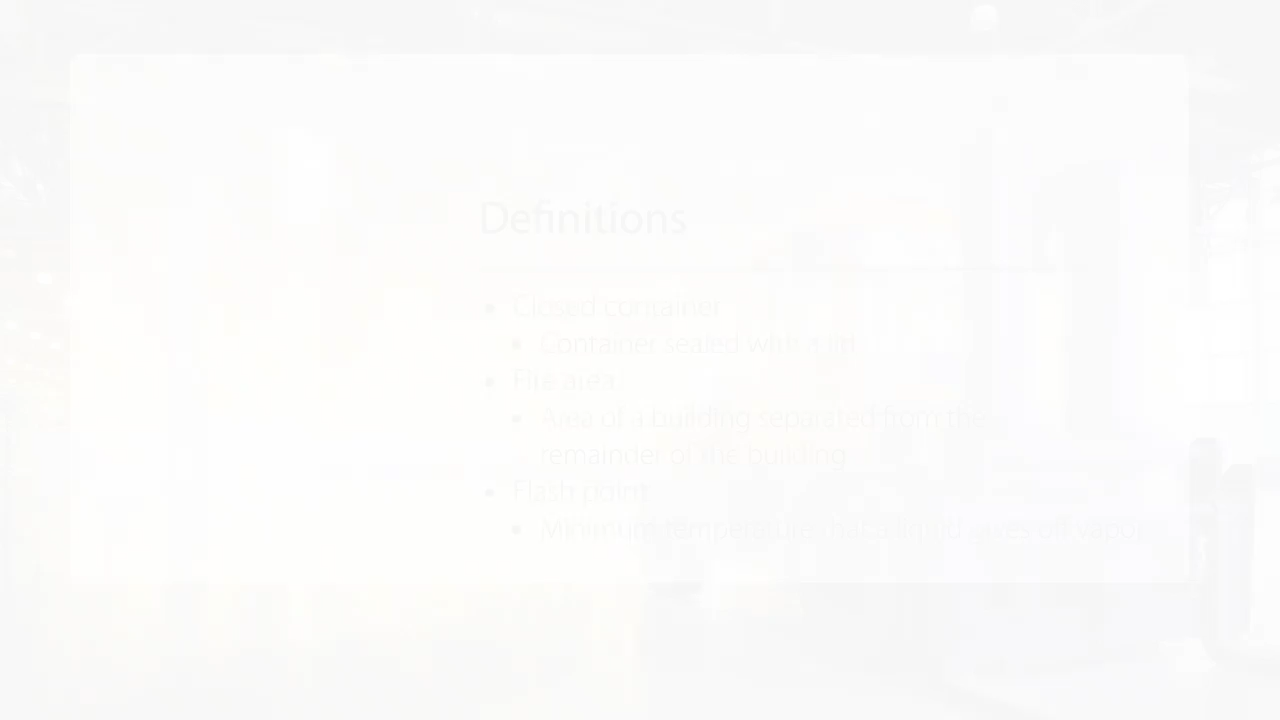 Definitions
• Closed container
• Container sealed with a lid
• Fire area
• Area of a building separated from the
remainder of the building
• Flash point
• Minimum temperature that a liquid gives off vapor